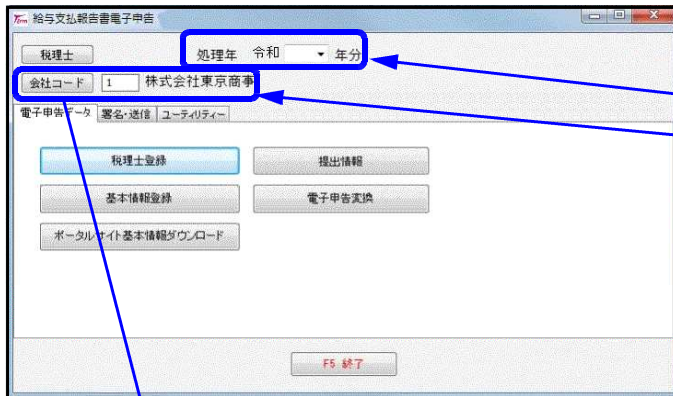 給与支払報告書電子申告
税理士
処理年 令和 年分
会社コード 1 株式会社東京商事
電子申告データ 署名・送信 ユーティリティー
税理士登録 提出情報
基本情報登録 電子申告変換
ポータルサイト基本情報ダウンロード
F5 終了